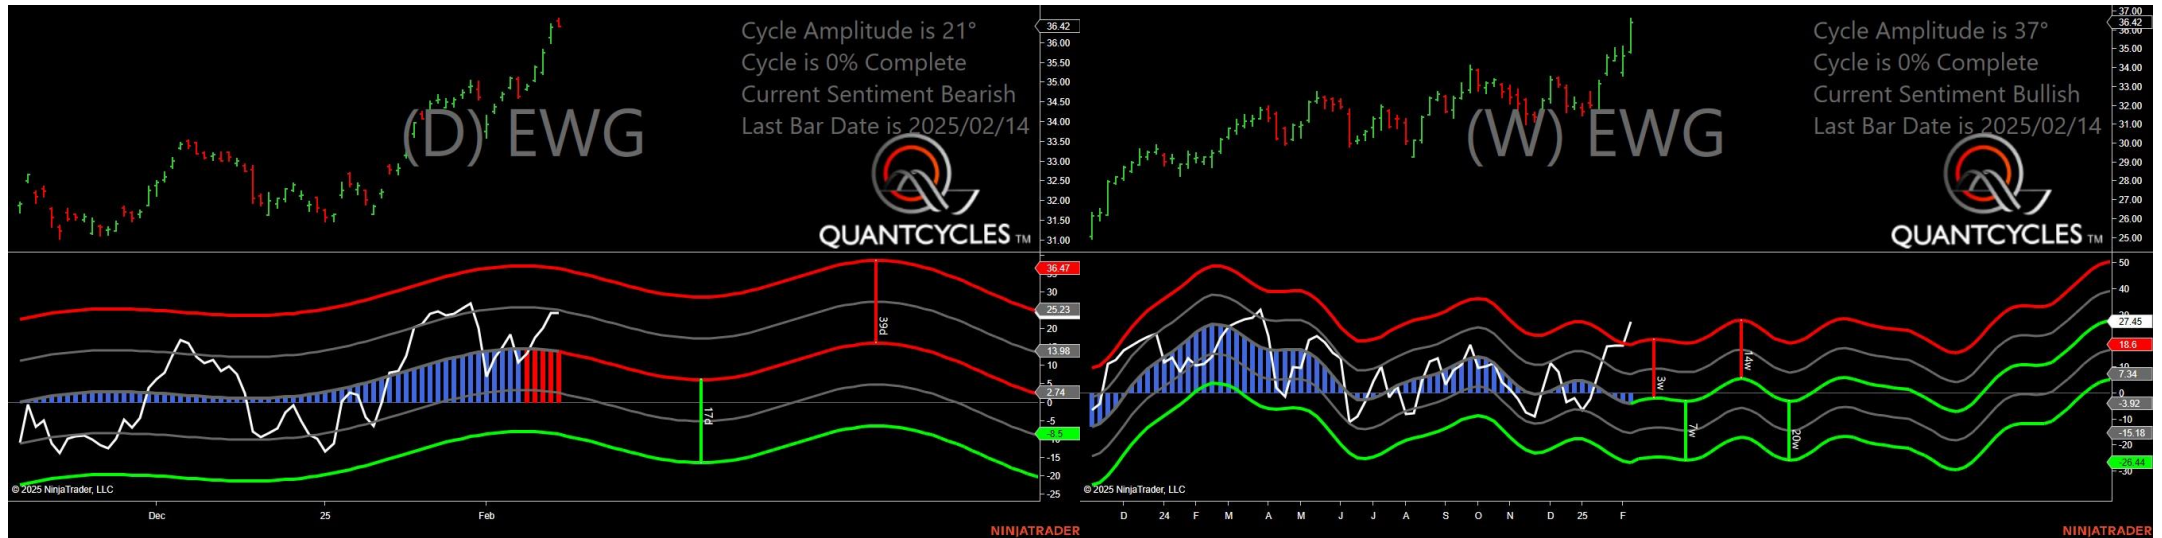 Cycle Amplitude is 21°
Cycle is 0% Complete
Current Sentiment Bearish
Last Bar Date is 2025/02/14
(D) EWG
QUANTCYCLES TM
36.42
36.00
35.50
35.00
34.50
34.00
33.50
33.00
32.50
32.00
31.50
31.00
36.47
30
25.23
20
13.98
10
5
2.74
0
-5
-8.5
-15
-20
-25
39d
17d
© 2025 NinjaTrader, LLC
Dec
25
Feb
NINJATRADER
Cycle Amplitude is 37°
Cycle is 0% Complete
Current Sentiment Bullish
Last Bar Date is 2025/02/14
(W) EWG
QUANTCYCLES TM
37.00
36.42
36.00
35.00
34.00
33.00
32.00
31.00
30.00
29.00
28.00
27.00
26.00
25.00
50
40
27.45
18.6
7.34
0
-3.92
-10
-15.18
-20
-26.44
-30
3w
14w
7w
20w
© 2025 NinjaTrader, LLC
D
24
F
M
A
M
J
J
A
S
O
N
D
25
F
NINJATRADER